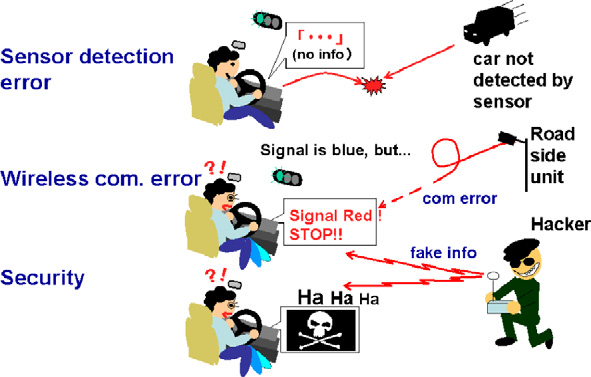 Sensor detection
error
「•••」
(no info)
car not
detected by
sensor
Signal is blue, but...
Road
side
unit
?!
Wireless com. error
com error
Signal Red !
STOP!!
Hacker
fake info
Security
?!
Ha Ha Ha